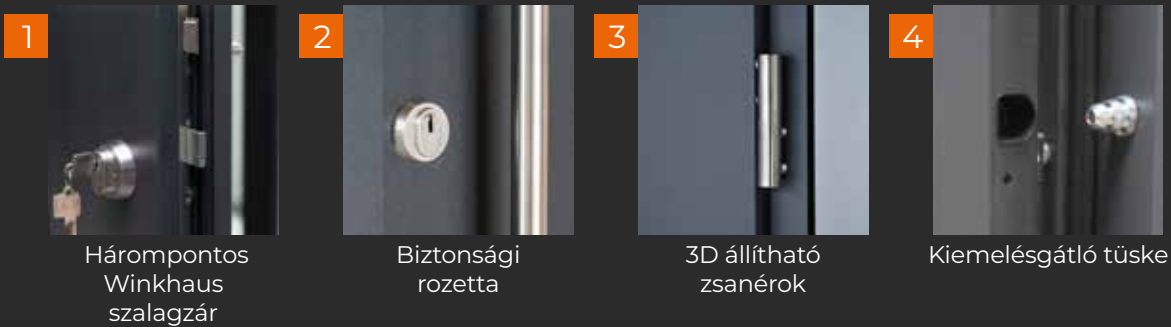 1
Hárompontos
Winkhaus
szalagzár
2
Biztonsági
rozetta
3
3D állítható
zsanérok
4
Kiemelésgátló tüske